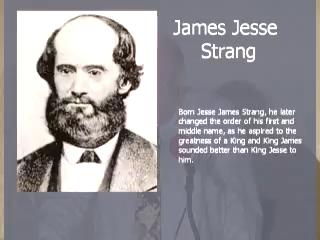 James Jesse
Strang
Born Jesse James Strang, he later
changed the order of his first and
middle name, as he aspired to the
greatness of a King and King James
sounded better than King Jesse to
him.